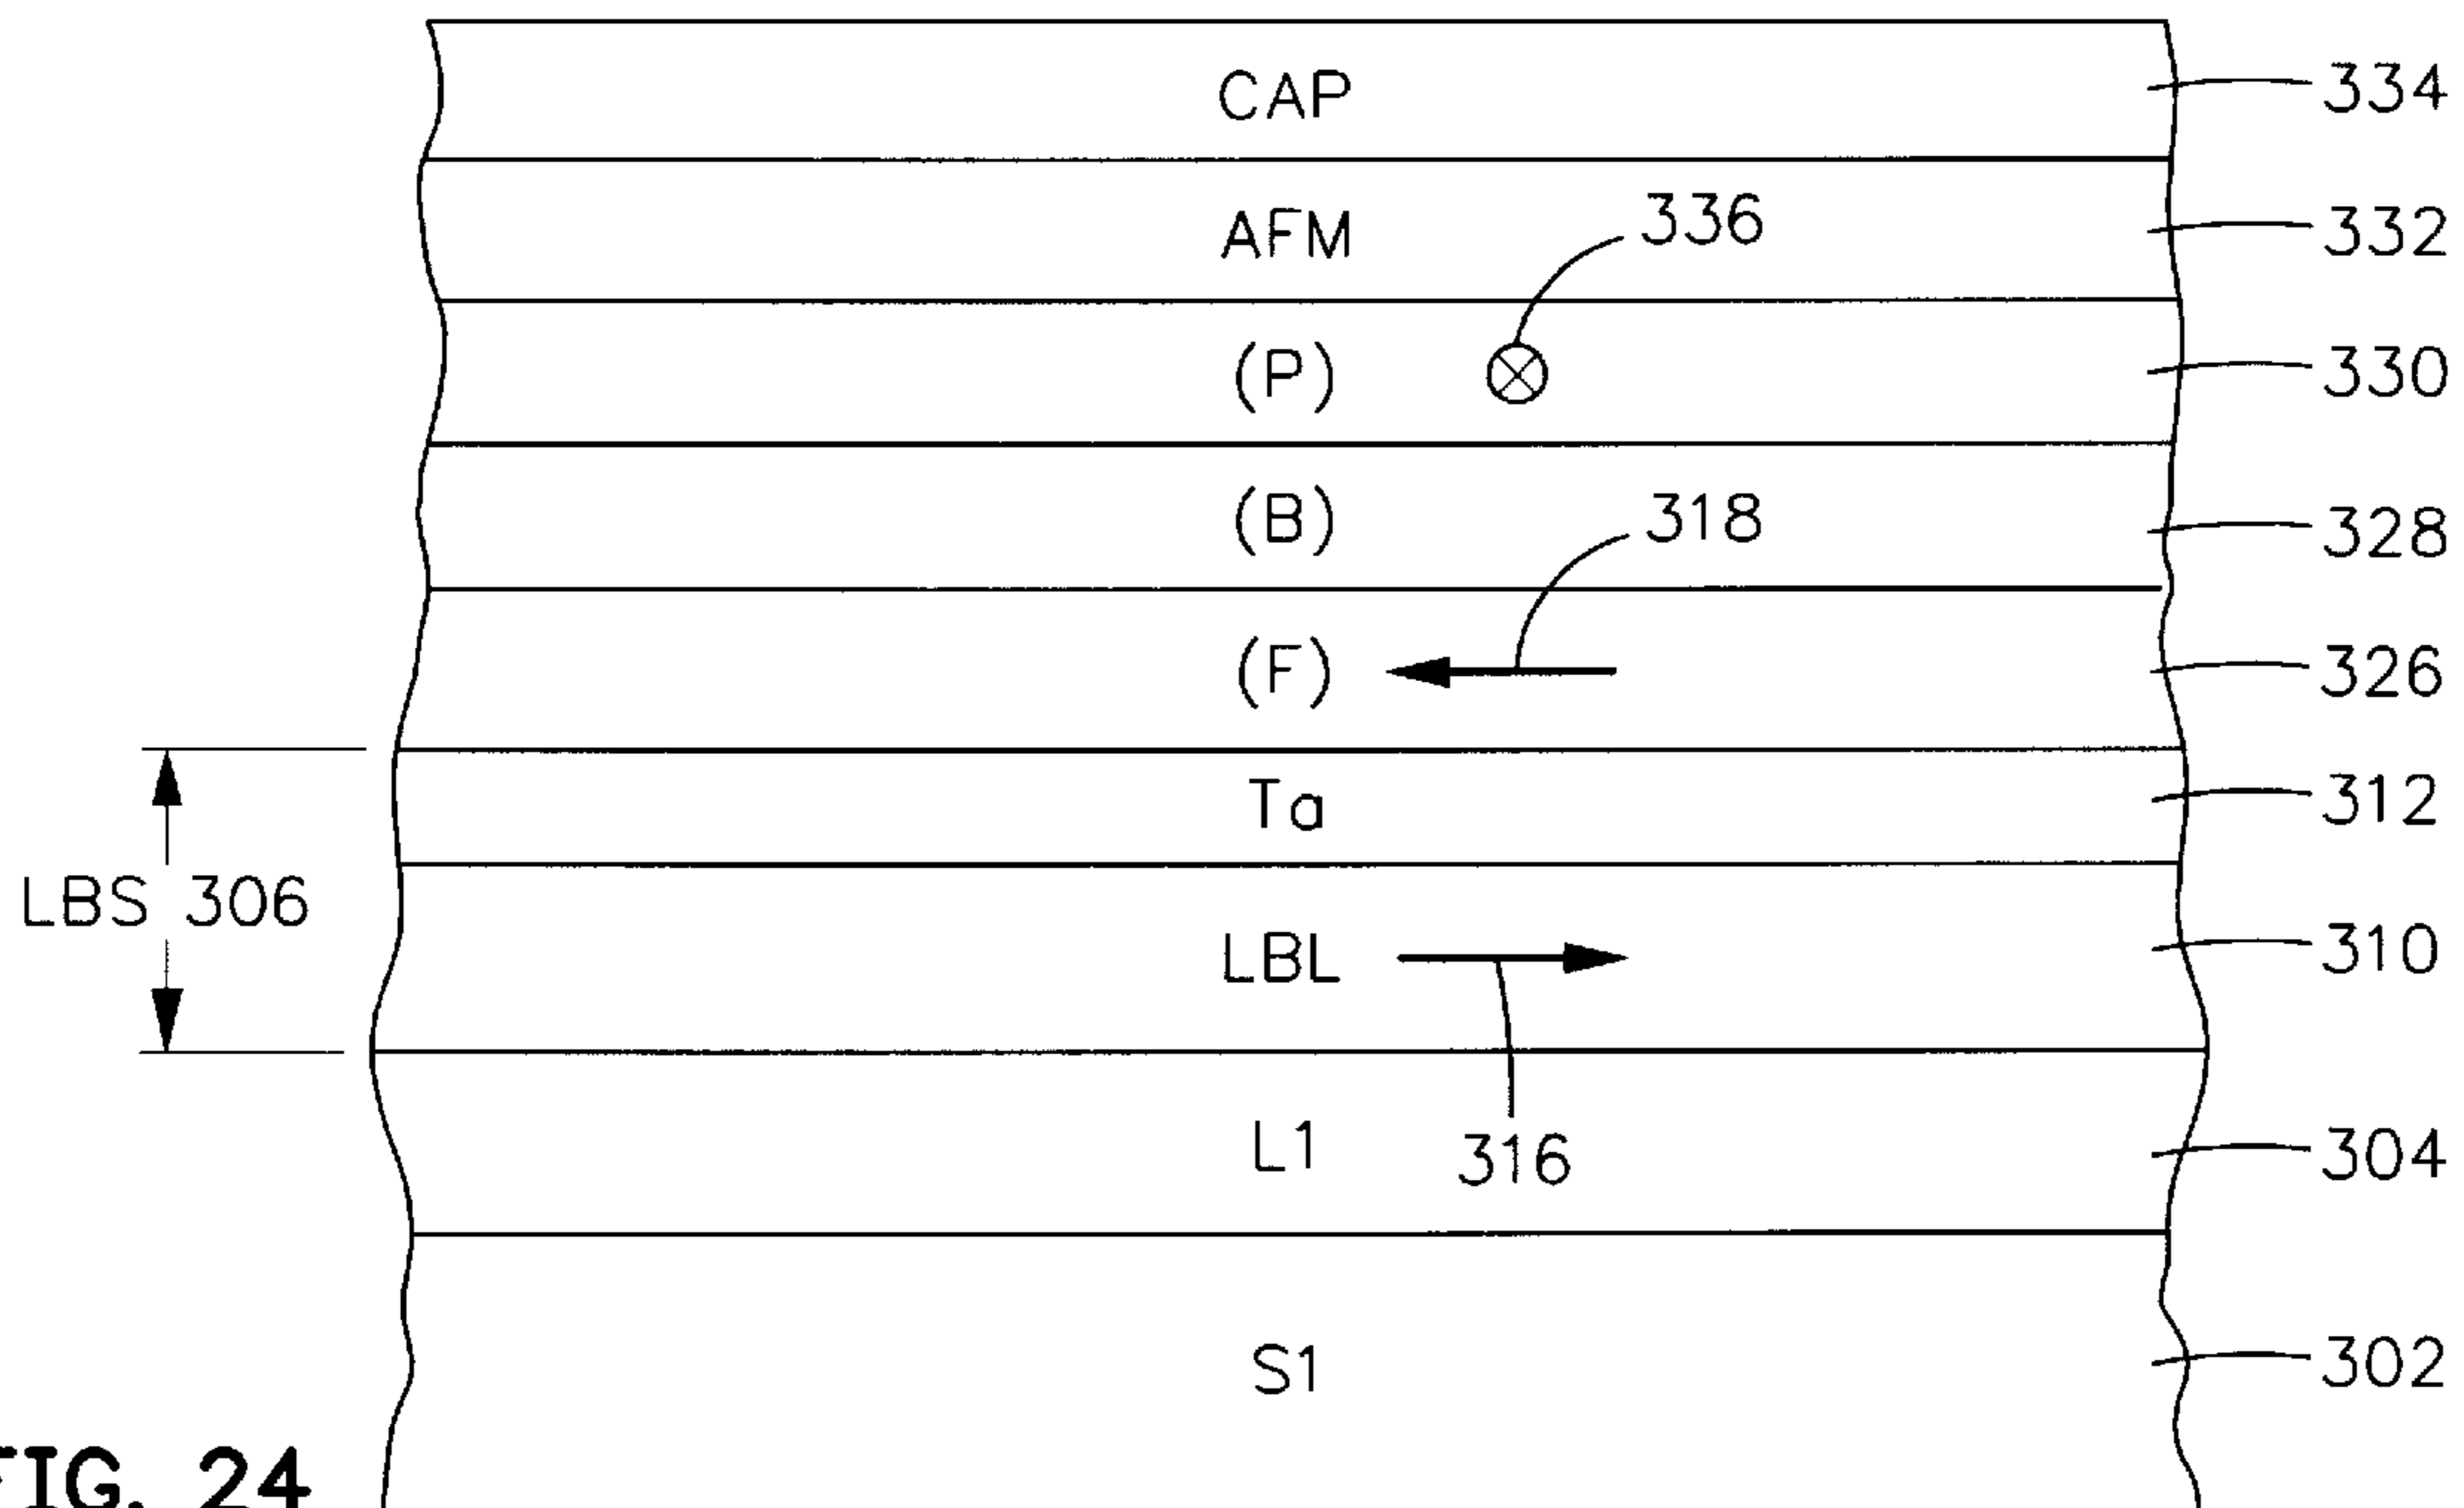 CAP 334
AFM 336 332
(P) 330
(B) 318 328
(F) 326
Ta 312
LBS 306
LBL 310
L1 316 304
S1 302
FIG. 24